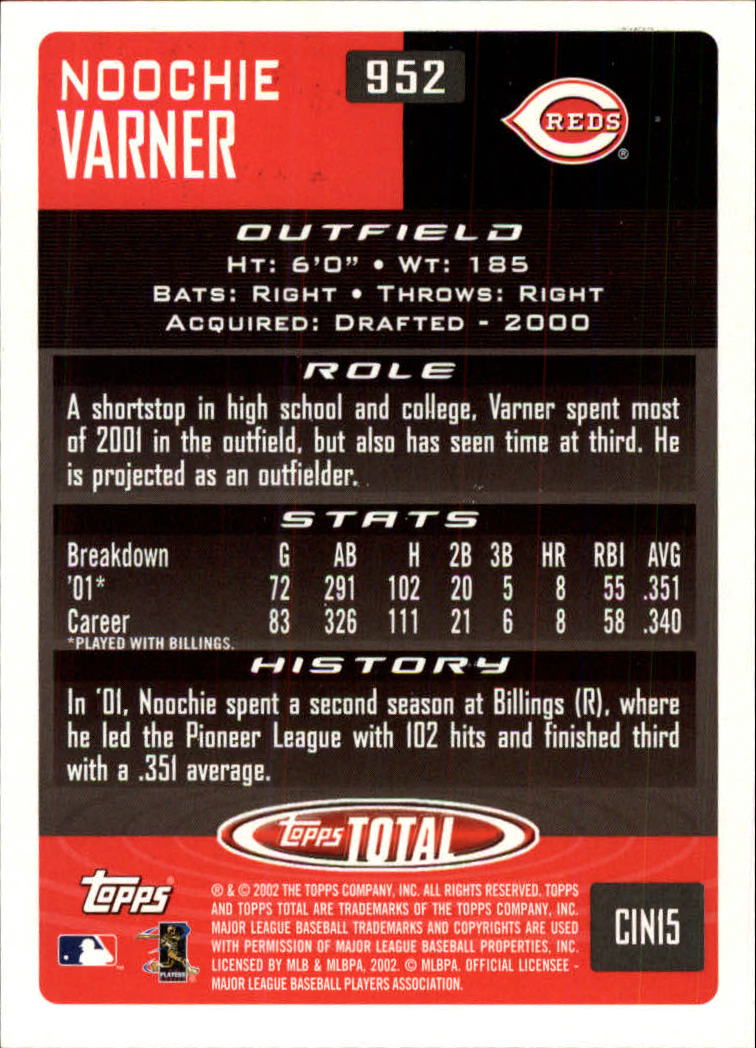 NOOCHIE
VARNER
952
REDS
®
OUTFIELD
HT: 6'0" • WT: 185
BATS: RIGHT • THROWS: RIGHT
ACQUIRED: DRAFTED - 2000
ROLE
A shortstop in high school and college, Varner spent most
of 2001 in the outfield, but also has seen time at third. He
is projected as an outfielder.
STATS
Breakdown G AB H 2B 3B HR RBI AVG
'01* 72 291 102 20 5 8 55 .351
Career 83 326 111 21 6 8 58 .340
*PLAYED WITH BILLINGS.
HISTORY
In '01, Noochie spent a second season at Billings (R), where
he led the Pioneer League with 102 hits and finished third
with a .351 average.
Topps TOTAL
Topps®
® & © 2002 THE TOPPS COMPANY, INC. ALL RIGHTS RESERVED. TOPPS
AND TOPPS TOTAL ARE TRADEMARKS OF THE TOPPS COMPANY, INC.
MAJOR LEAGUE BASEBALL TRADEMARKS AND COPYRIGHTS ARE USED
WITH PERMISSION OF MAJOR LEAGUE BASEBALL PROPERTIES, INC.
LICENSED BY MLB & MLBPA, 2002. © MLBPA. OFFICIAL LICENSEE -
MAJOR LEAGUE BASEBALL PLAYERS ASSOCIATION.
PLAYERS
CIN15